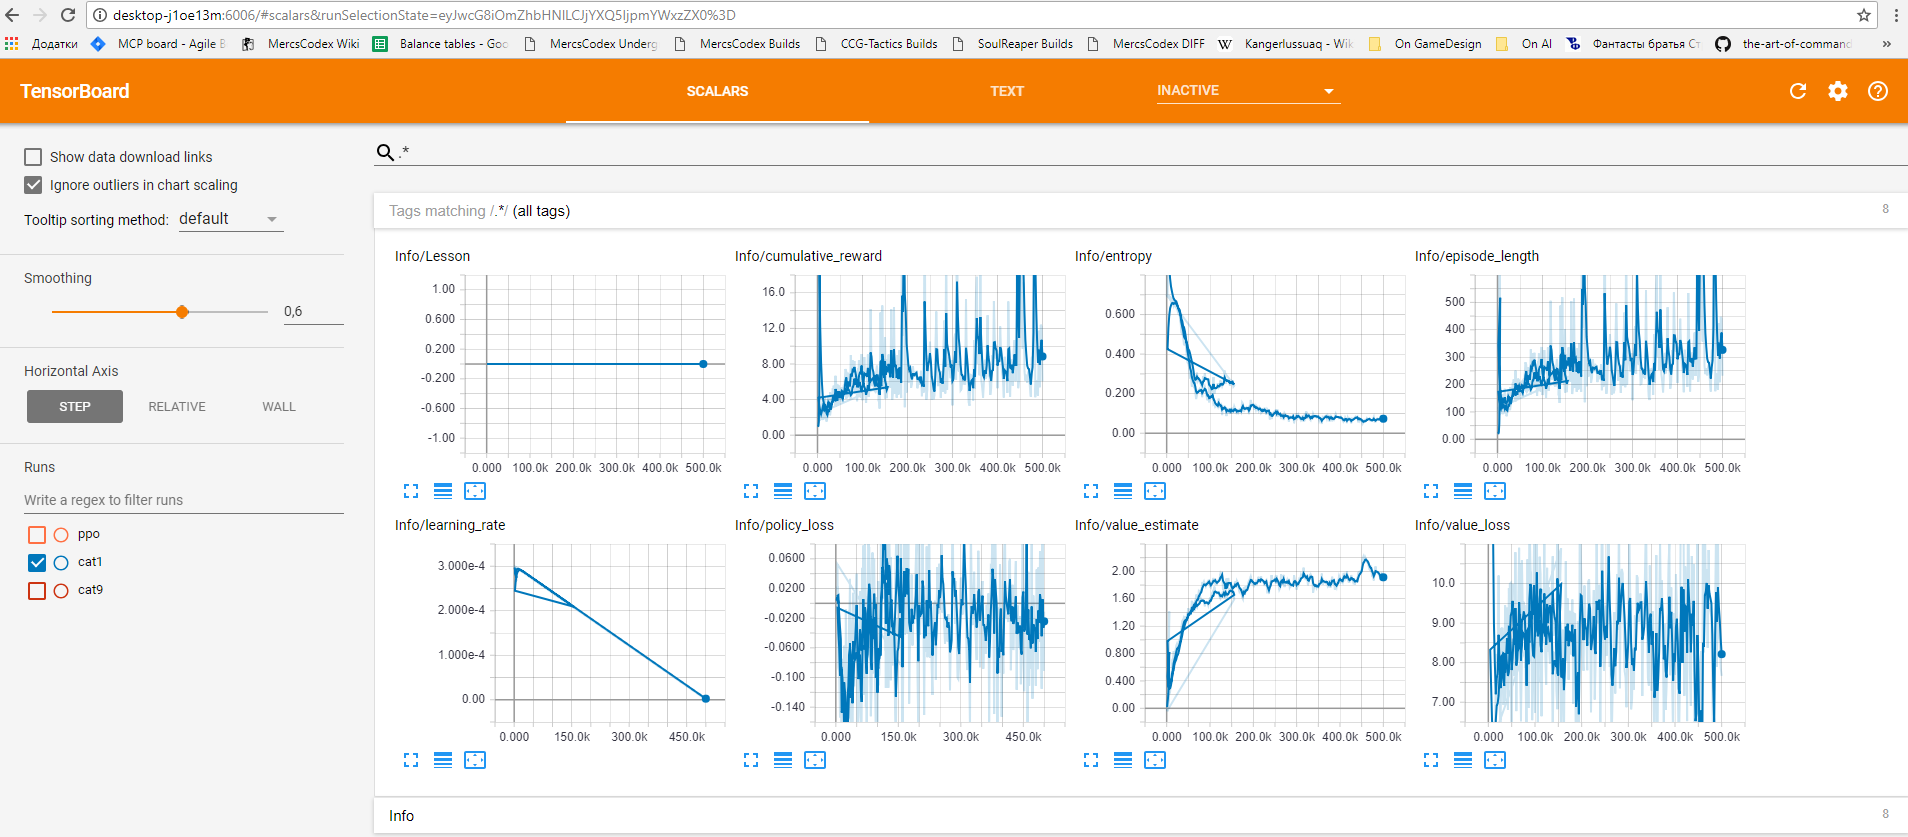 desktop-j1oe13m:6006/#scalars&runSelectionState=eyJwcG8iOmZhbHNlLCJjYXQ5IjpmYWxzZX0%3D
Додатки MCP board - Agile B MercsCodex Wiki Balance tables - Goo MercsCodex Underg MercsCodex Builds CCG-Tactics Builds SoulReaper Builds MercsCodex DIFF Kangerlussuaq - Wik On GameDesign On AI Фантасты братья Ст the-art-of-command »
TensorBoard SCALARS TEXT INACTIVE
Show data download links
Ignore outliers in chart scaling
Tooltip sorting method: default
Smoothing
0,6
Horizontal Axis
STEP RELATIVE WALL
Runs
Write a regex to filter runs
ppo
cat1
cat9
.*
Tags matching /.*/ (all tags) 8
Info/Lesson
1.00
0.600
0.200
-0.200
-0.600
-1.00
0.000 100.0k 200.0k 300.0k 400.0k 500.0k
Info/cumulative_reward
16.0
12.0
8.00
4.00
0.00
0.000 100.0k 200.0k 300.0k 400.0k 500.0k
Info/entropy
0.600
0.400
0.200
0.00
0.000 100.0k 200.0k 300.0k 400.0k 500.0k
Info/episode_length
500
400
300
200
100
0.00
0.000 100.0k 200.0k 300.0k 400.0k 500.0k
Info/learning_rate
3.000e-4
2.000e-4
1.000e-4
0.00
0.000 150.0k 300.0k 450.0k
Info/policy_loss
0.0600
0.0200
-0.0200
-0.0600
-0.100
-0.140
0.000 150.0k 300.0k 450.0k
Info/value_estimate
2.00
1.60
1.20
0.800
0.400
0.00
0.000 100.0k 200.0k 300.0k 400.0k 500.0k
Info/value_loss
10.0
9.00
8.00
7.00
0.000 100.0k 200.0k 300.0k 400.0k 500.0k
Info 8